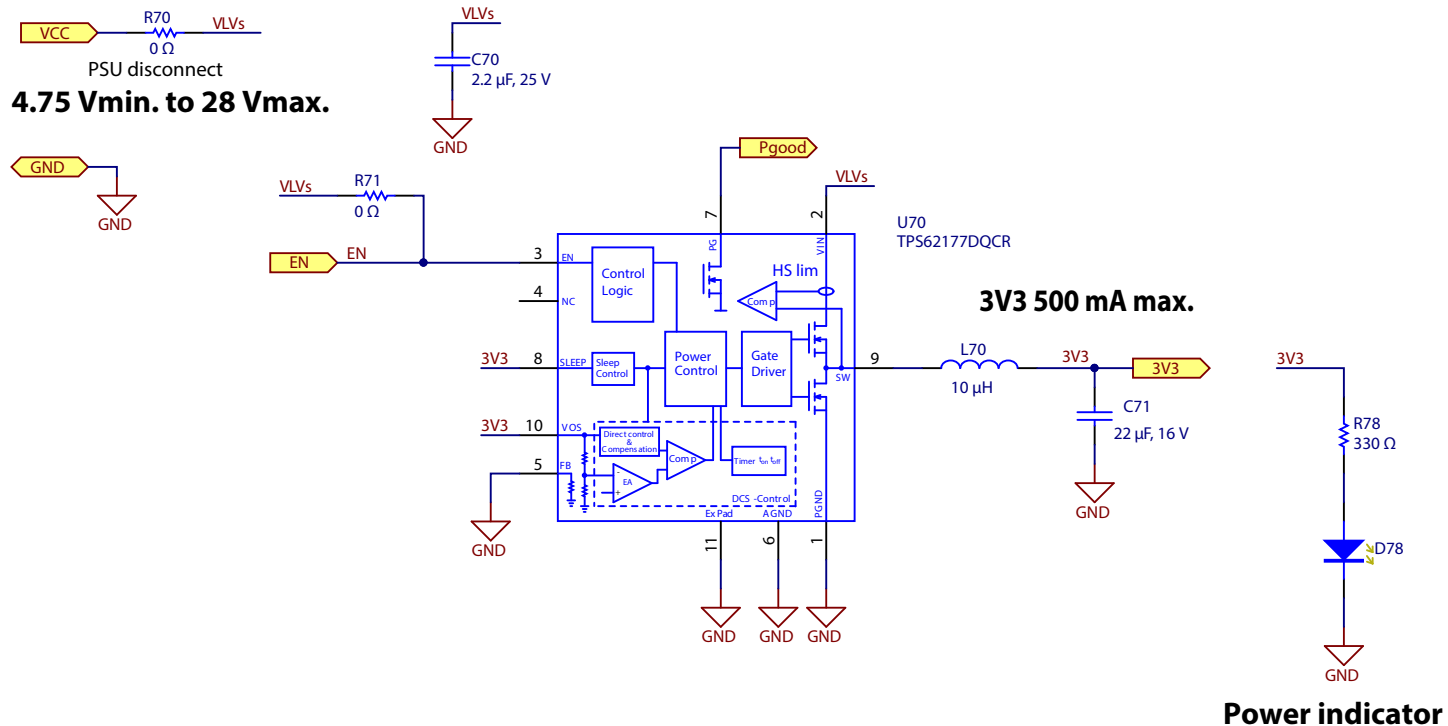 VCC
R70
VLVs
0 Ω
PSU disconnect
4.75 Vmin. to 28 Vmax.
VLVs
C70
2.2 µF, 25 V
GND
GND
GND
Pgood
VLVs
R71
0 Ω
EN
EN
VLVs
7
2
U70
TPS62177DQCR
PG
VIN
3
EN
Control
Logic
HS lim
Comp
4
NC
3V3 500 mA max.
3V3
8
SLEEP
Sleep
Control
Power
Control
Gate
Driver
SW
9
L70
10 µH
3V3
3V3
C71
22 µF, 16 V
GND
3V3
R78
330 Ω
D78
GND
Power indicator
3V3
10
VOS
Direct control
&
Compensation
Comp
Timer ton toff
5
FB
-
EA
+
DCS -Control
GND
ExPad
AGND
PGND
11
6
1
GND
GND
GND